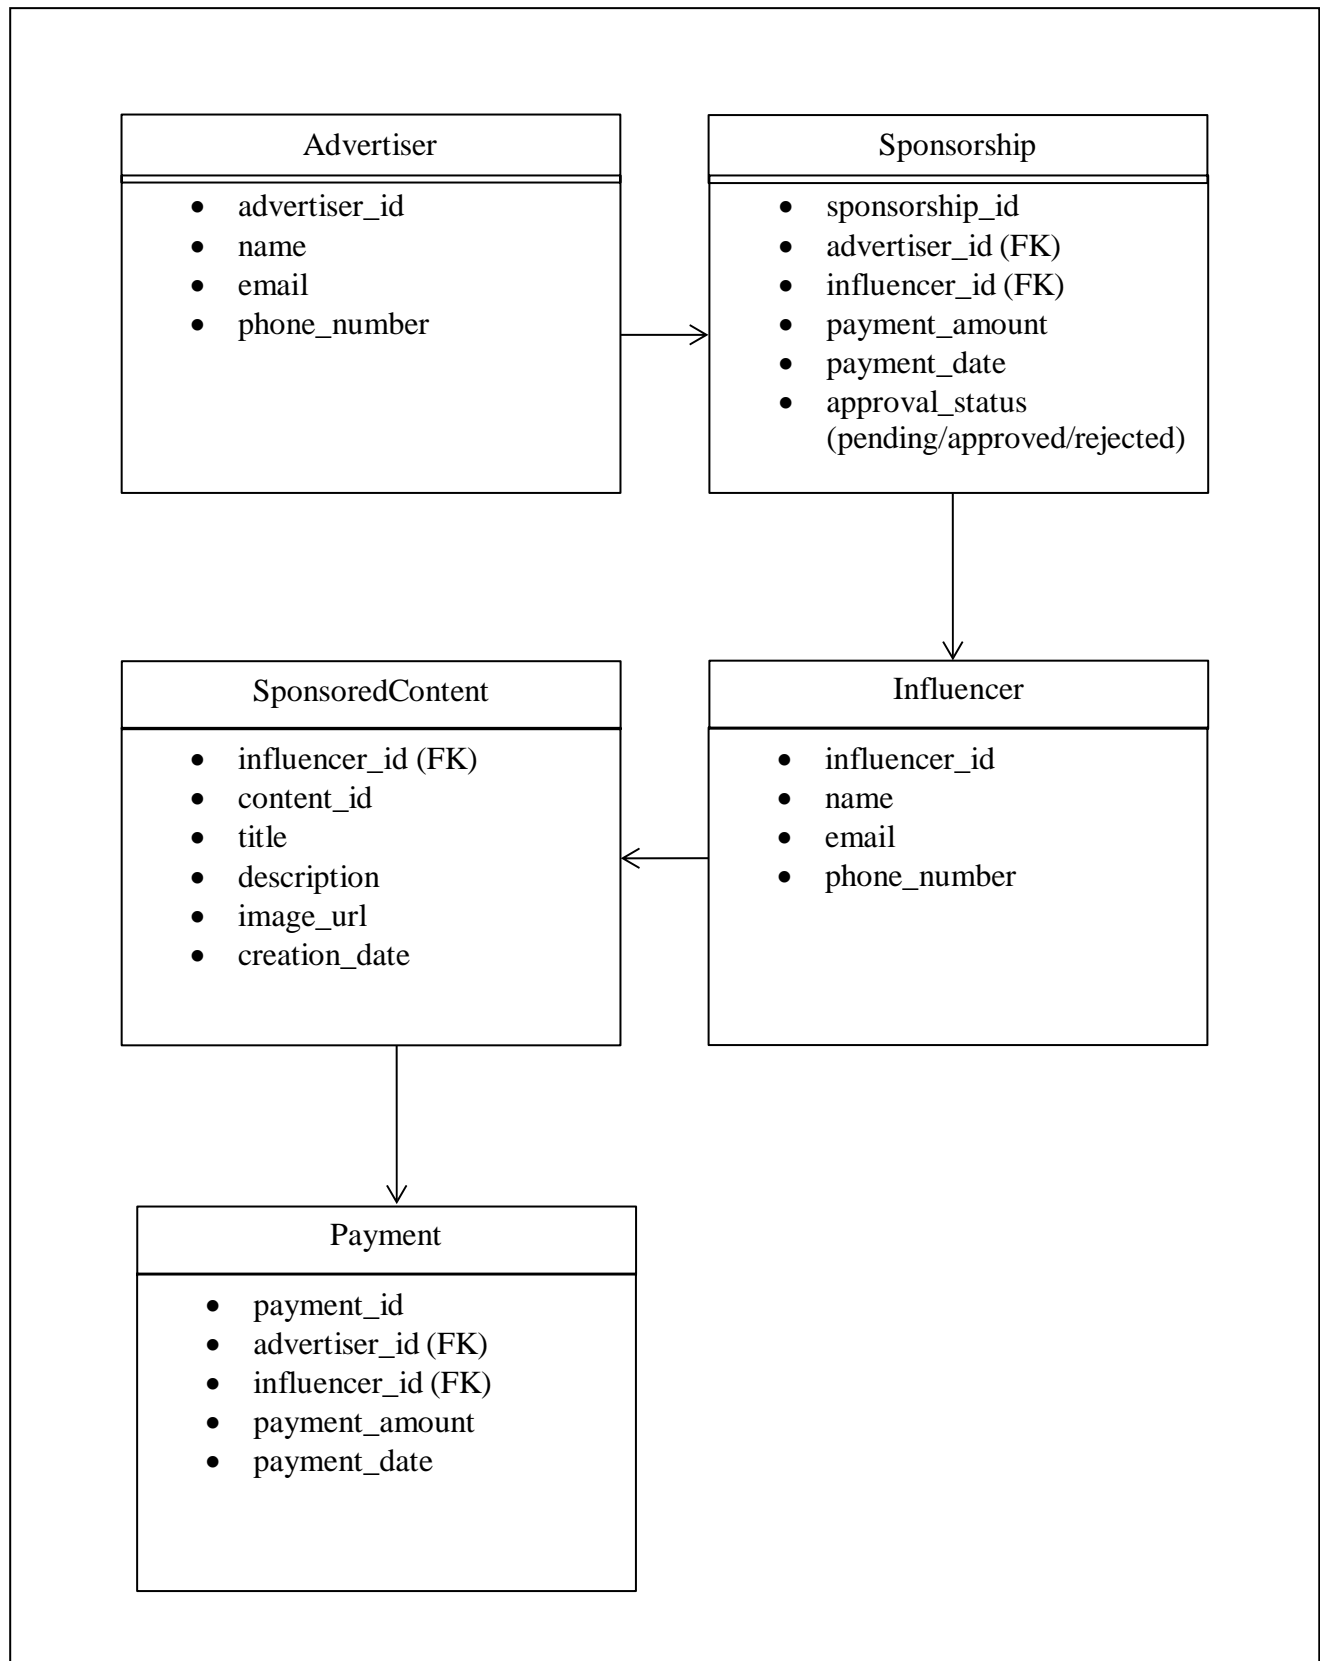 Advertiser
• advertiser_id
• name
• email
• phone_number
Sponsorship
• sponsorship_id
• advertiser_id (FK)
• influencer_id (FK)
• payment_amount
• payment_date
• approval_status
(pending/approved/rejected)
SponsoredContent
• influencer_id (FK)
• content_id
• title
• description
• image_url
• creation_date
Influencer
• influencer_id
• name
• email
• phone_number
Payment
• payment_id
• advertiser_id (FK)
• influencer_id (FK)
• payment_amount
• payment_date